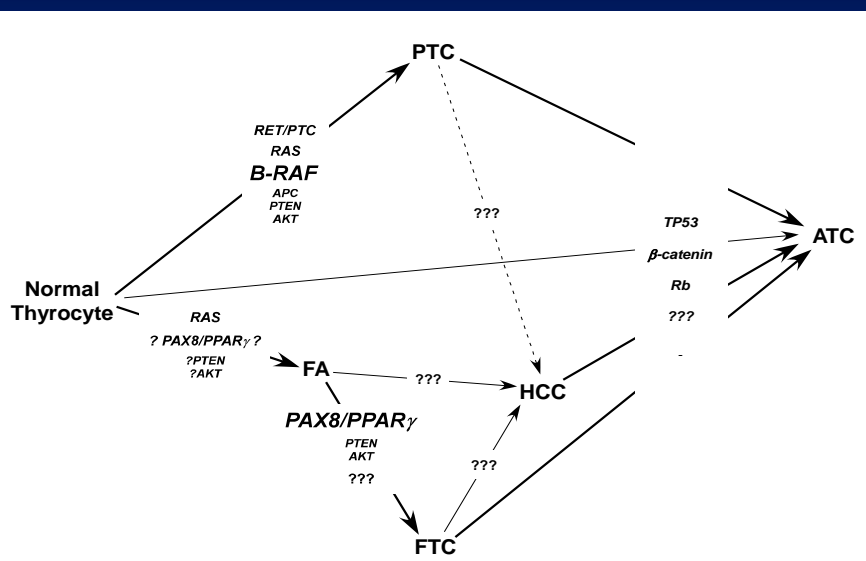 PTC
RET/PTC
RAS
B-RAF
APC
PTEN
AKT
???
TP53
β-catenin
Rb
???
-
ATC
Normal
Thyrocyte
RAS
? PAX8/PPARγ ?
?PTEN
?AKT
FA
???
HCC
PAX8/PPARγ
PTEN
AKT
???
???
FTC